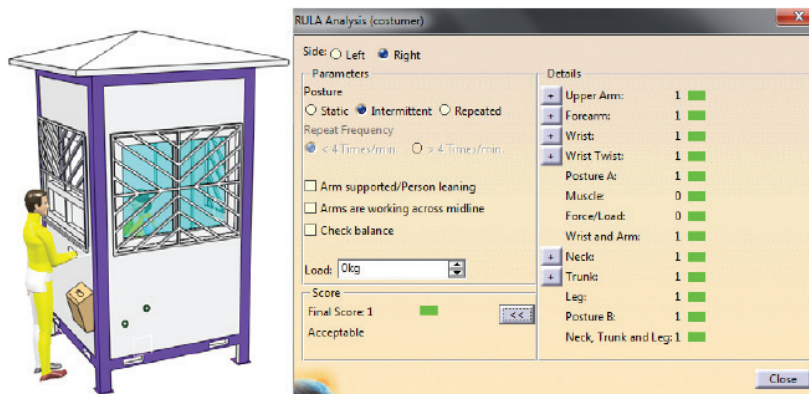 RULA Analysis (costumer)
X
Side: Left Right
Parameters
Posture
Static Intermittent Repeated
Repeat Frequency
< 4 Times/min. > 4 Times/min.
Arm supported/Person leaning
Arms are working across midline
Check balance
Load: 0kg
Score
Final Score: 1
<<
Acceptable
Details
+ Upper Arm: 1
+ Forearm: 1
+ Wrist: 1
+ Wrist Twist: 1
Posture A: 1
Muscle: 0
Force/Load: 0
Wrist and Arm: 1
+ Neck: 1
+ Trunk: 1
Leg: 1
Posture B: 1
Neck, Trunk and Leg: 1
Close